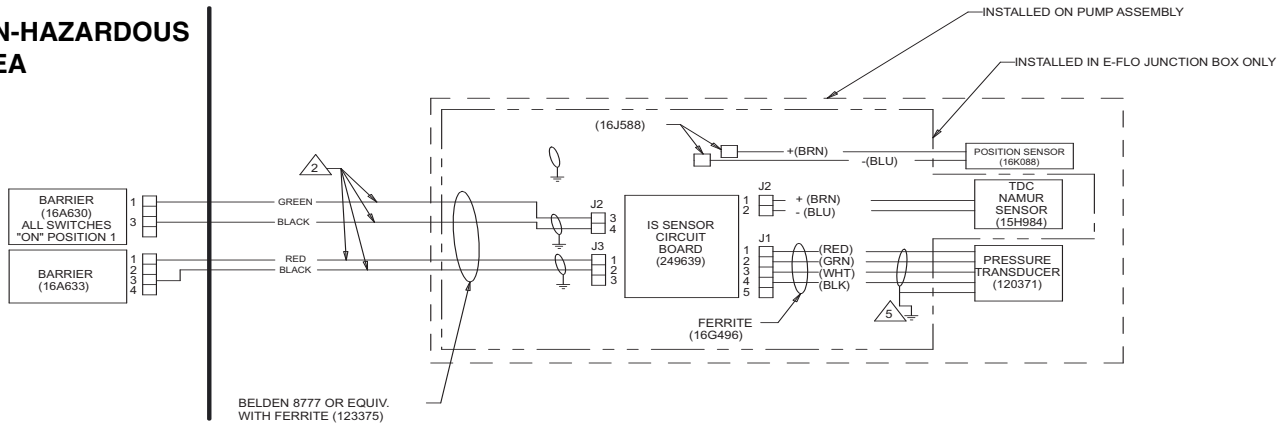 N-HAZARDOUS
EA
INSTALLED ON PUMP ASSEMBLY
INSTALLED IN E-FLO JUNCTION BOX ONLY
(16J588)
+(BRN)
-(BLU)
POSITION SENSOR
(16K088)
2
BARRIER
(16A630)
ALL SWITCHES
"ON" POSITION 1
1
3
GREEN
BLACK
J2
3
4
IS SENSOR
CIRCUIT
BOARD
(249639)
J2
1
2
+ (BRN)
- (BLU)
TDC
NAMUR
SENSOR
(15H984)
BARRIER
(16A633)
1
2
3
4
RED
BLACK
J3
1
2
3
J1
1
2
3
4
5
(RED)
(GRN)
(WHT)
(BLK)
PRESSURE
TRANSDUCER
(120371)
5
FERRITE
(16G496)
BELDEN 8777 OR EQUIV.
WITH FERRITE (123375)